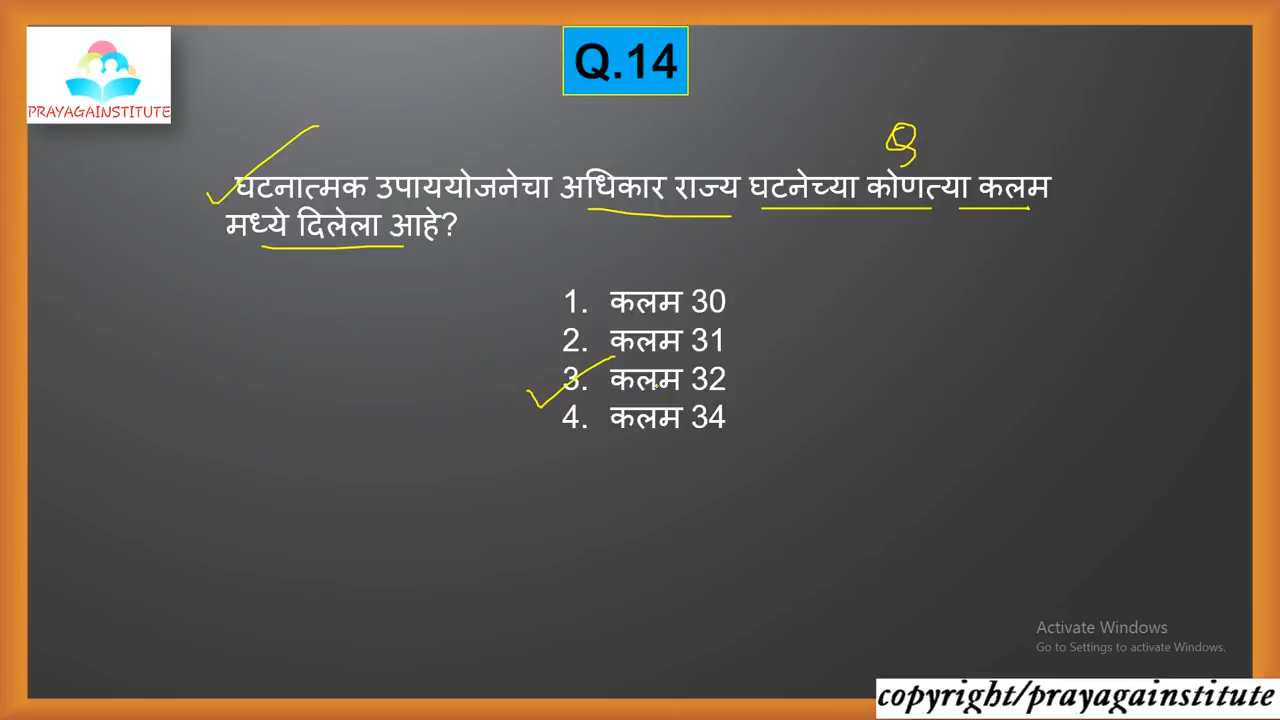 PRAYAGAINSTITUTE
Q.14
घटनात्मक उपाययोजनेचा अधिकार राज्य घटनेच्या कोणत्या कलम
मध्ये दिलेला आहे?
1. कलम 30
2. कलम 31
3. कलम 32
4. कलम 34
Activate Windows
Go to Settings to activate Windows.
copyright/prayagainstitute